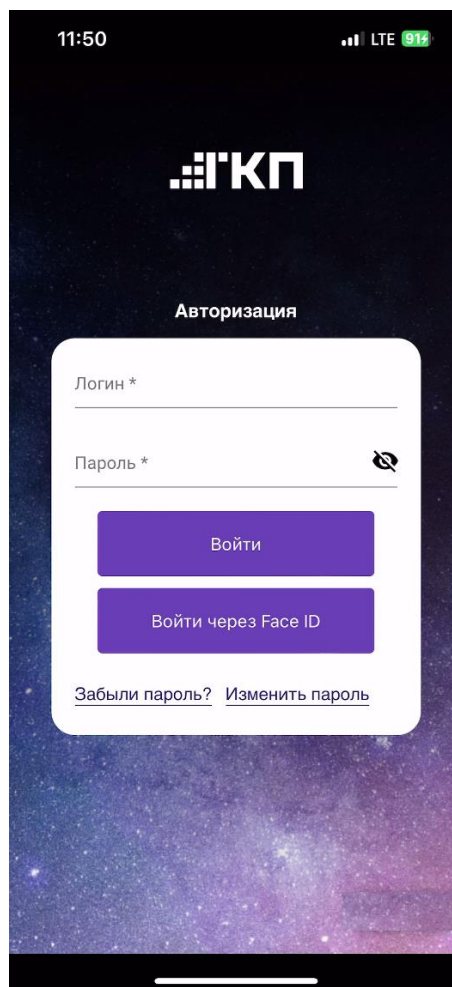 11:50 LTE 91
ГКП
Авторизация
Логин *
Пароль *
Войти
Войти через Face ID
Забыли пароль? Изменить пароль